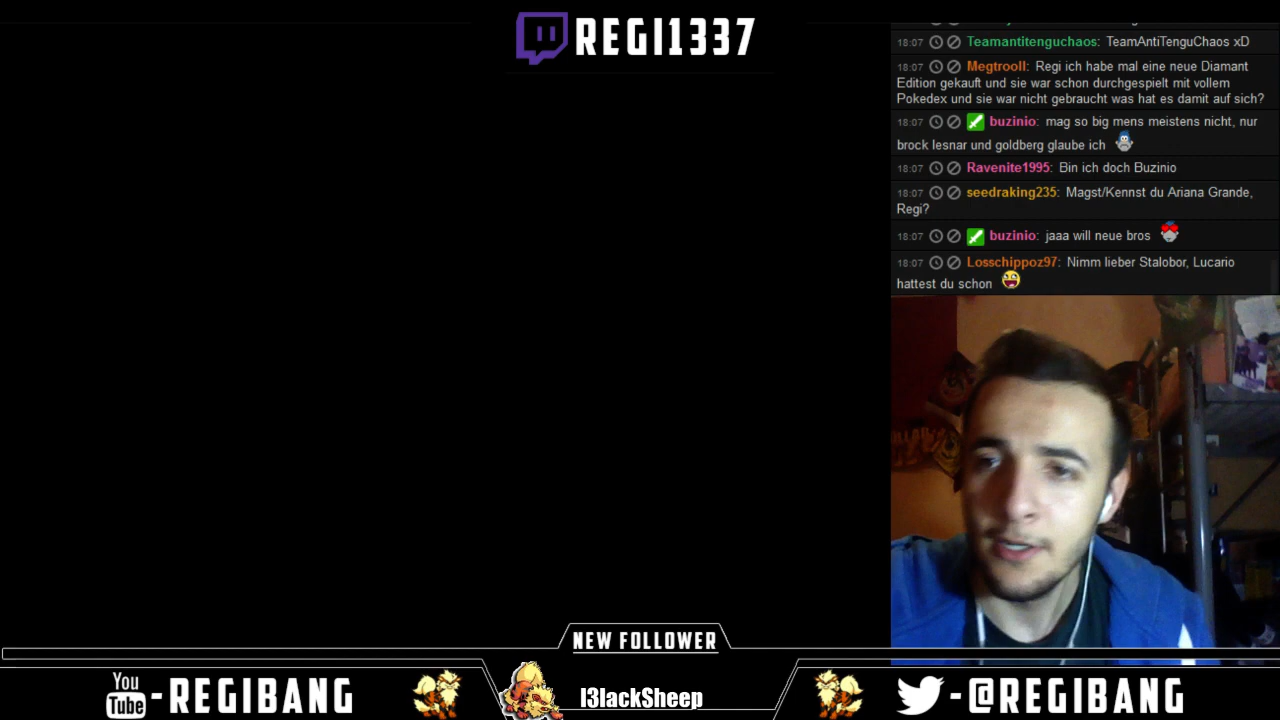 REGI1337
18:07 Teamantitenguchaos: TeamAntiTenguChaos xD
18:07 Megtrooll: Regi ich habe mal eine neue Diamant
Edition gekauft und sie war schon durchgespielt mit vollem
Pokedex und sie war nicht gebraucht was hat es damit auf sich?
18:07 buzinio: mag so big mens meistens nicht, nur
brock lesnar und goldberg glaube ich
18:07 Ravenite1995: Bin ich doch Buzinio
18:07 seedraking235: Magst/Kennst du Ariana Grande,
Regi?
18:07 buzinio: jaaa will neue bros
18:07 Losschippoz97: Nimm lieber Stalobor, Lucario
hattest du schon
NEW FOLLOWER
You Tube -REGIBANG
l3lackSheep
-@REGIBANG